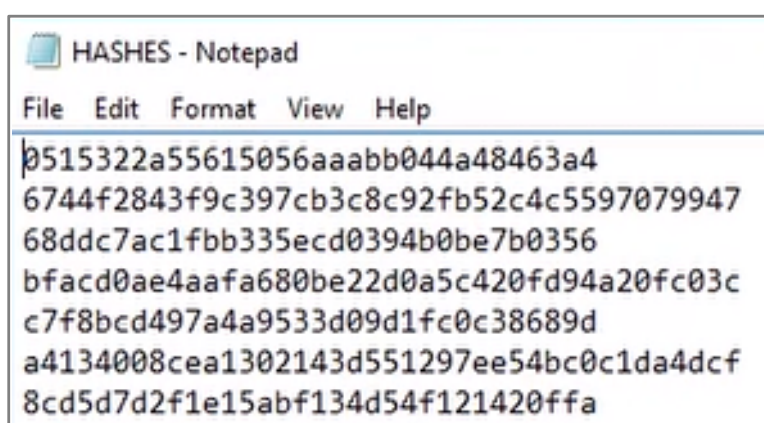 HASHES - Notepad
File Edit Format View Help
0515322a55615056aaabb044a48463a4
6744f2843f9c397cb3c8c92fb52c4c5597079947
68ddc7ac1fbb335ecd0394b0be7b0356
bfacd0ae4aafa680be22d0a5c420fd94a20fc03c
c7f8bcd497a4a9533d09d1fc0c38689d
a4134008cea1302143d551297ee54bc0c1da4dcf
8cd5d7d2f1e15abf134d54f121420ffa